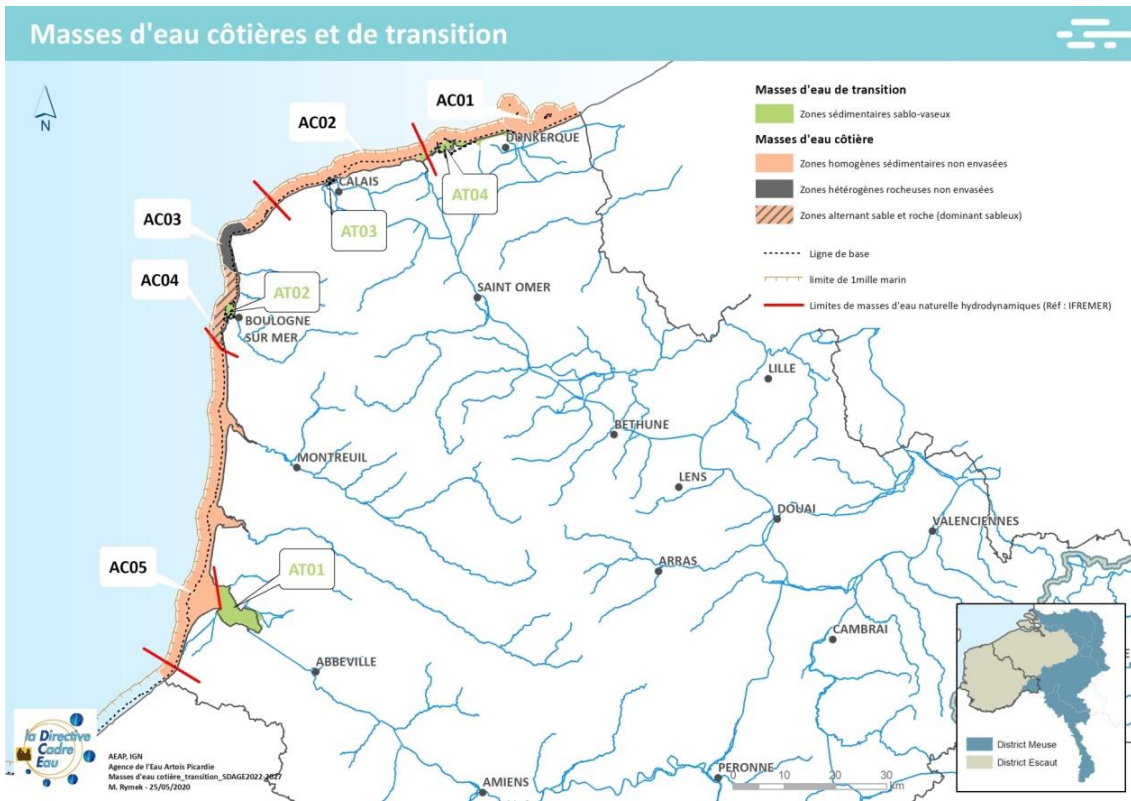 Masses d'eau côtières et de transition
Masses d'eau de transition
Zones sédimentaires sablo-vaseux
Masses d'eau côtière
Zones homogènes sédimentaires non envasées
Zones hétérogènes rocheuses non envasées
Zones alternant sable et roche (dominant sableux)
Ligne de base
limite de 1mille marin
Limites de masses d'eau naturelle hydrodynamiques (Réf : IFREMER)
N
AC01
AC02
DUNKERQUE
CALAIS
AT04
AT03
AC03
AC04
AT02
SAINT OMER
BOULOGNE
SUR MER
LILLE
BETHUNE
MONTREUIL
LENS
DOUAI
VALENCIENNES
AC05
AT01
ARRAS
CAMBRAI
ABBEVILLE
PERONNE
AMIENS
0 10 20 30
km
District Meuse
District Escaut
la Directive
Cadre
Eau
AEAP, IGN
Agence de l'Eau Artois Picardie
Masses d'eau cotière_transition_SDAGE2022-2027
M. Rymek - 25/05/2020